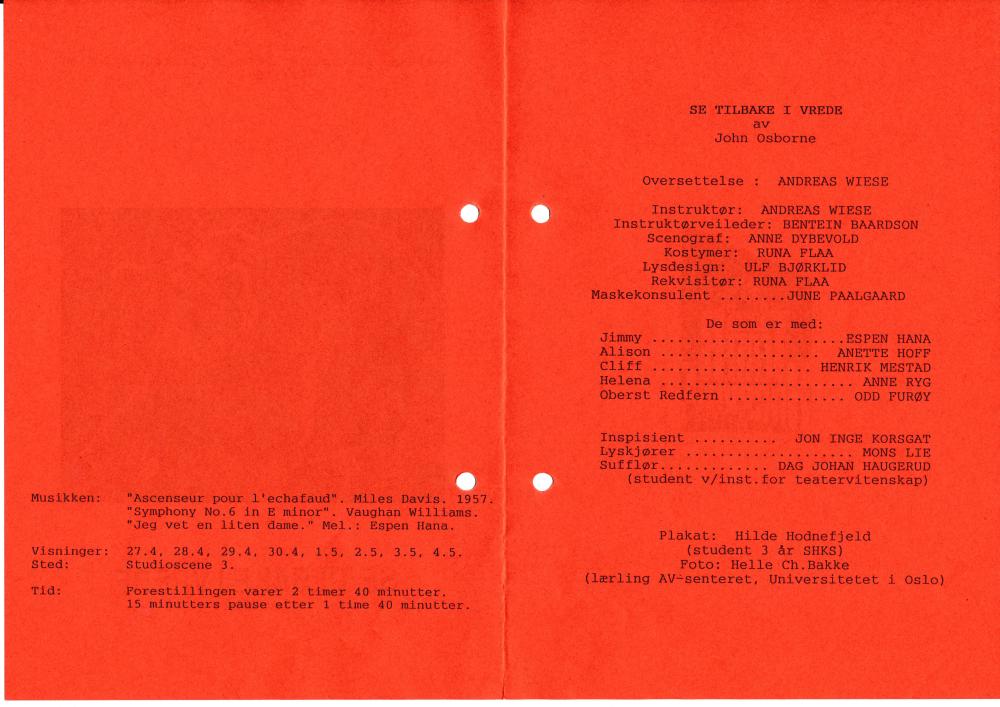 Musikken: "Ascenseur pour l'echafaud". Miles Davis. 1957.
"Symphony No.6 in E minor". Vaughan Williams.
"Jeg vet en liten dame." Mel.: Espen Hana.
Visninger: 27.4, 28.4, 29.4, 30.4, 1.5, 2.5, 3.5, 4.5.
Sted: Studioscene 3.
Tid: Forestillingen varer 2 timer 40 minutter.
15 minutters pause etter 1 time 40 minutter.
SE TILBAKE I VREDE
av
John Osborne
Oversettelse : ANDREAS WIESE
Instruktør: ANDREAS WIESE
Instruktørveileder: BENTEIN BAARDSON
Scenograf: ANNE DYBEVOLD
Kostymer: RUNA FLAA
Lysdesign: ULF BJØRKLID
Rekvisitør: RUNA FLAA
Maskekonsulent ........JUNE PAALGAARD
De som er med:
Jimmy .......................ESPEN HANA
Alison ................... ANETTE HOFF
Cliff ................... HENRIK MESTAD
Helena ....................... ANNE RYG
Oberst Redfern .............. ODD FURØY
Inspisient .......... JON INGE KORSGAT
Lyskjører .................... MONS LIE
Sufflør............. DAG JOHAN HAUGERUD
(student v/inst.for teatervitenskap)
Plakat: Hilde Hodnefjeld
(student 3 år SHKS)
Foto: Helle Ch.Bakke
(lærling AV-senteret, Universitetet i Oslo)